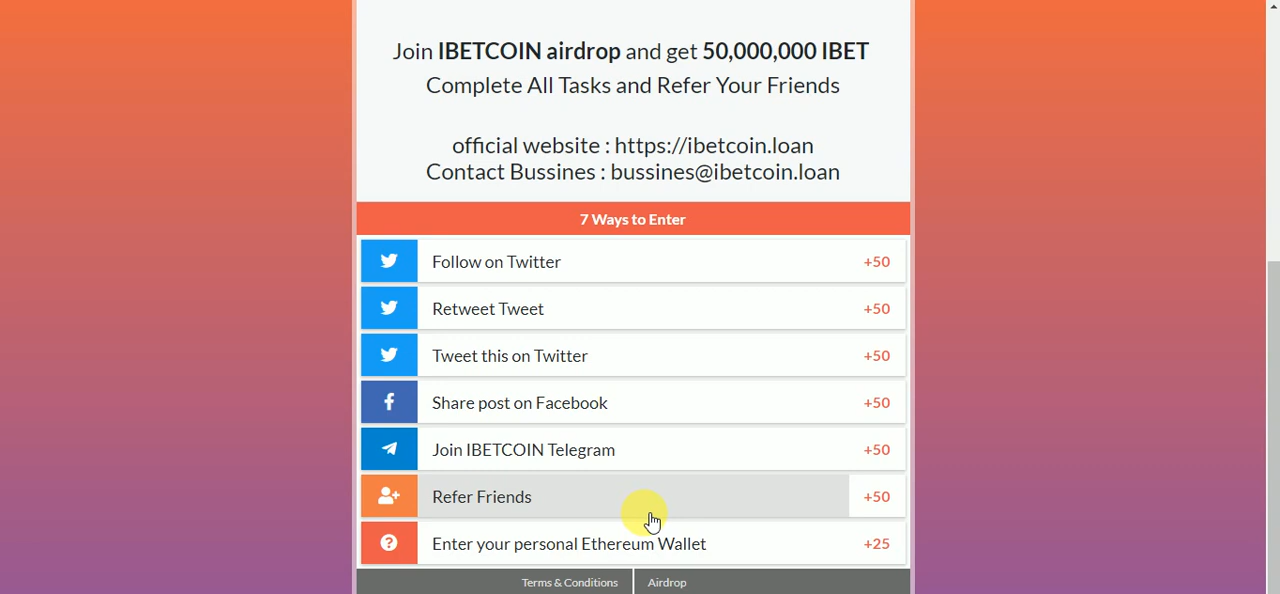 Join IBETCOIN airdrop and get 50,000,000 IBET
Complete All Tasks and Refer Your Friends
official website : https://ibetcoin.loan
Contact Bussines : bussines@ibetcoin.loan
7 Ways to Enter
Follow on Twitter +50
Retweet Tweet +50
Tweet this on Twitter +50
Share post on Facebook +50
Join IBETCOIN Telegram +50
Refer Friends +50
Enter your personal Ethereum Wallet +25
Terms & Conditions Airdrop